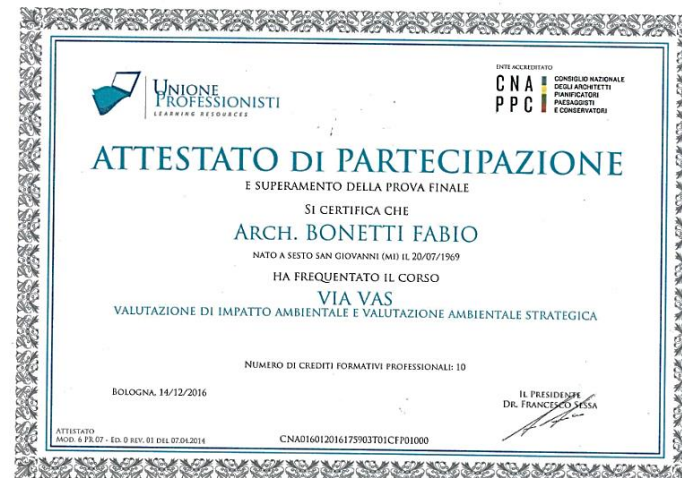 UNIONE
PROFESSIONISTI
LEARNING RESOURCES
ENTE ACCREDITATO
CNA
PPC
CONSIGLIO NAZIONALE
DEGLI ARCHITETTI
PIANIFICATORI
PAESAGGISTI
E CONSERVATORI
ATTESTATO DI PARTECIPAZIONE
E SUPERAMENTO DELLA PROVA FINALE
SI CERTIFICA CHE
ARCH. BONETTI FABIO
NATO A SESTO SAN GIOVANNI (MI) IL 20/07/1969
HA FREQUENTATO IL CORSO
VIA VAS
VALUTAZIONE DI IMPATTO AMBIENTALE E VALUTAZIONE AMBIENTALE STRATEGICA
NUMERO DI CREDITI FORMATIVI PROFESSIONALI: 10
BOLOGNA, 14/12/2016
IL PRESIDENTE
DR. FRANCESCO SESSA
ATTESTATO
MOD. 6 PR 07 - ED. 0 REV. 01 DEL 07.04.2014
CNA016012016175903T01CFP01000